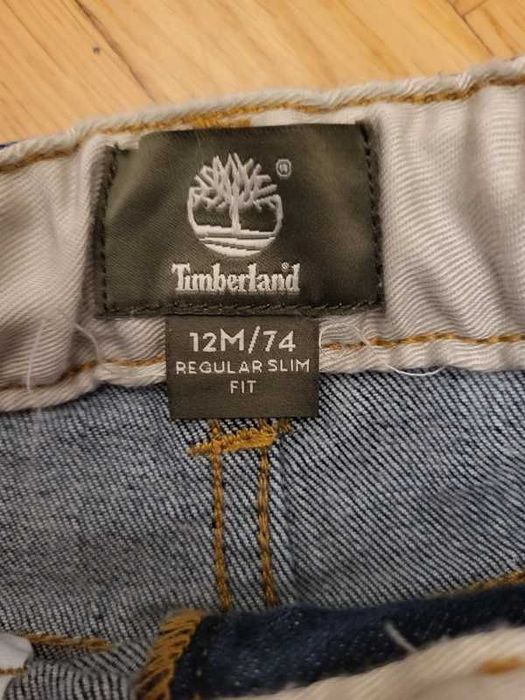 ®
Timberland
12M/74
REGULAR SLIM
FIT